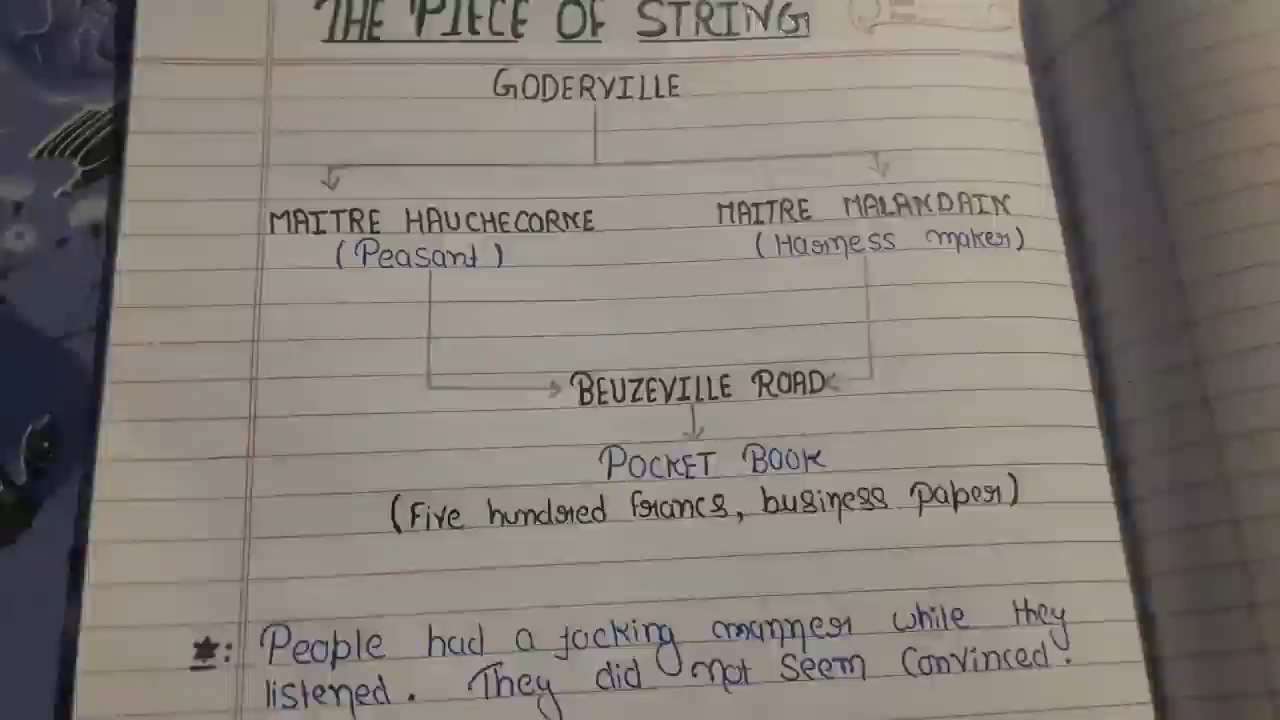 THE PIECE OF STRING
GODERVILLE
MAITRE HAUCHECORNE
MAITRE MALANDAIN
(Peasant)
(Harness maker)
BEUZEVILLE ROAD
POCKET BOOK
(Five hundred francs, business paper)
*: People had a jocking manner while they
listened. They did not seem convinced.